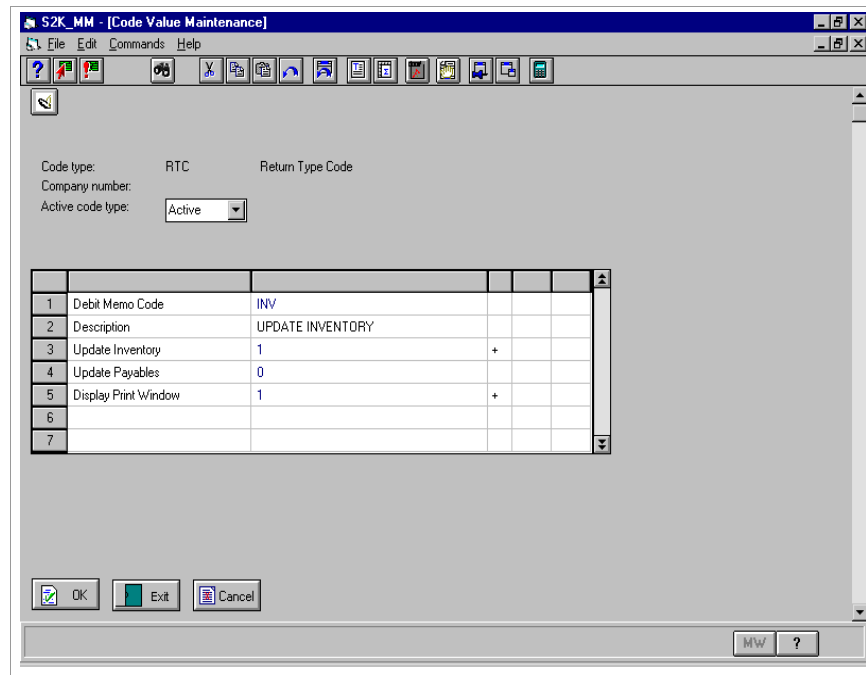 S2K_MM - [Code Value Maintenance]
File Edit Commands Help
Code type: RTC Return Type Code
Company number:
Active code type: Active
1 Debit Memo Code INV
2 Description UPDATE INVENTORY
3 Update Inventory 1 +
4 Update Payables 0
5 Display Print Window 1 +
6
7
OK Exit Cancel
MW ?